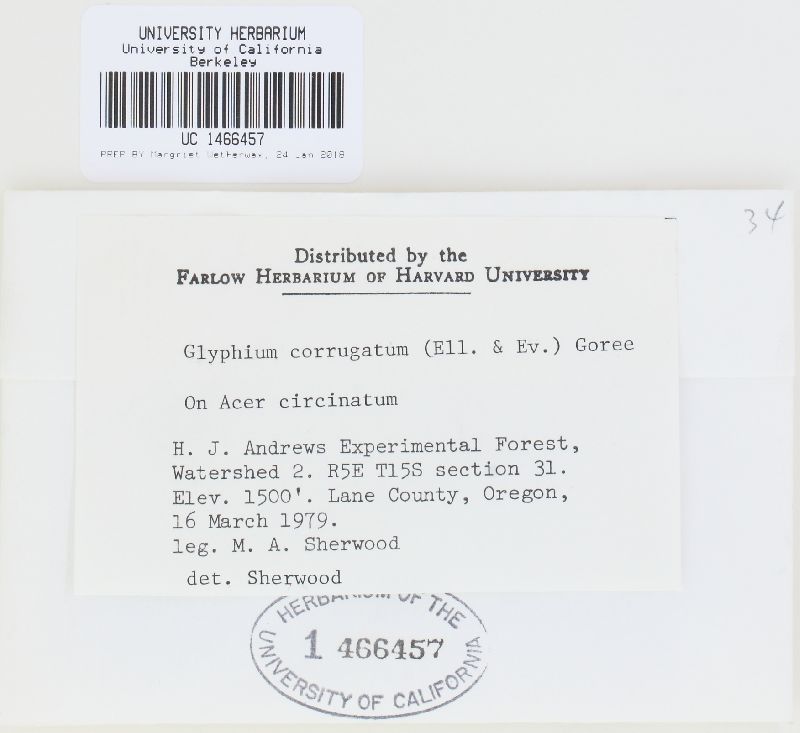 UNIVERSITY HERBARIUM
University of California
Berkeley
UC 1466457
PREP BY Margriet Wetherwax, 24 Jan 2018
34
Distributed by the
FARLOW HERBARIUM OF HARVARD UNIVERSITY
Glyphium corrugatum (Ell. & Ev.) Goree
On Acer circinatum
H. J. Andrews Experimental Forest,
Watershed 2. R5E T15S section 31.
Elev. 1500'. Lane County, Oregon,
16 March 1979.
leg. M. A. Sherwood
det. Sherwood
HERBARIUM OF THE
1 466457
UNIVERSITY OF CALIFORNIA